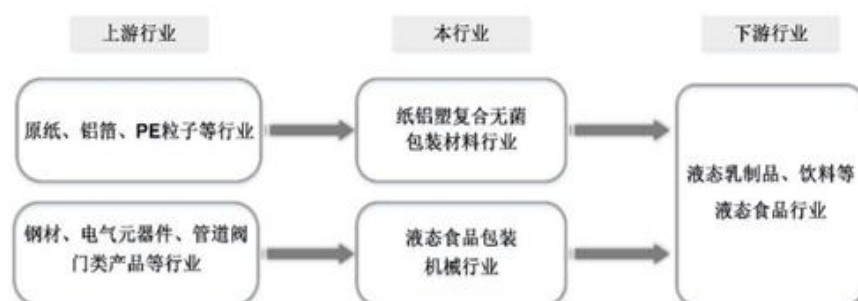 上游行业
本行业
下游行业
原纸、铝箔、PE粒子等行业
纸铝塑复合无菌
包装材料行业
液态乳制品、饮料等
液态食品行业
钢材、电气元器件、管道阀
门类产品等行业
液态食品包装
机械行业